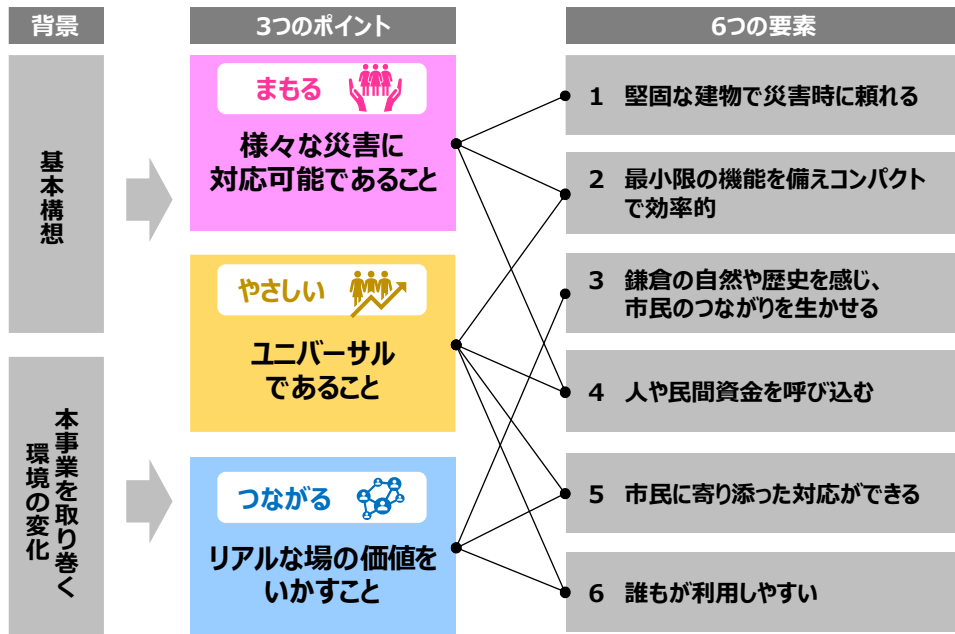 背景
3つのポイント
6つの要素
基本構想
本事業を取り巻く
環境の変化
まもる
様々な災害に
対応可能であること
やさしい
ユニバーサル
であること
つながる
リアルな場の価値を
いかすこと
1 堅固な建物で災害時に頼れる
2 最小限の機能を備えコンパクト
で効率的
3 鎌倉の自然や歴史を感じ、
市民のつながりを生かせる
4 人や民間資金を呼び込む
5 市民に寄り添った対応ができる
6 誰もが利用しやすい